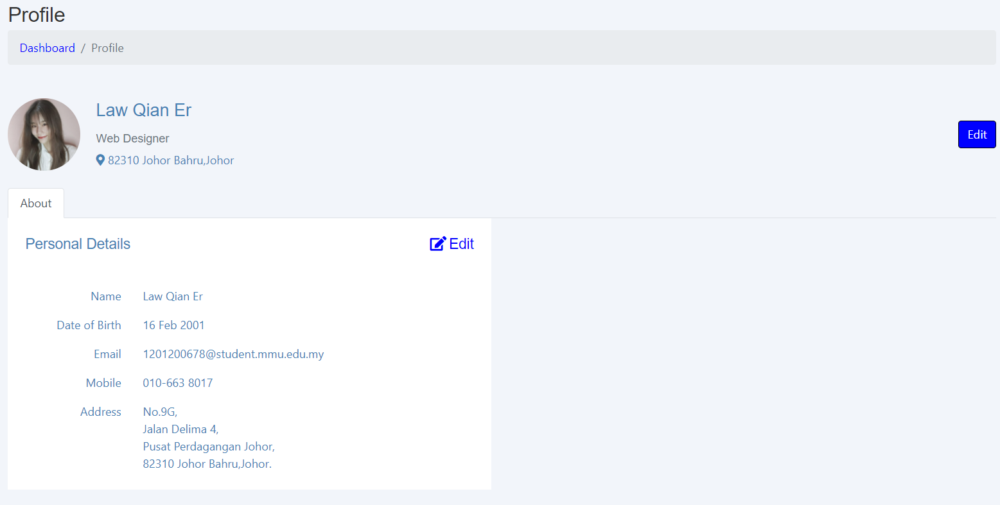 Profile
Dashboard / Profile
Law Qian Er
Web Designer
82310 Johor Bahru,Johor
Edit
About
Personal Details
Edit
Name Law Qian Er
Date of Birth 16 Feb 2001
Email 1201200678@student.mmu.edu.my
Mobile 010-663 8017
Address No.9G,
Jalan Delima 4,
Pusat Perdagangan Johor,
82310 Johor Bahru,Johor.